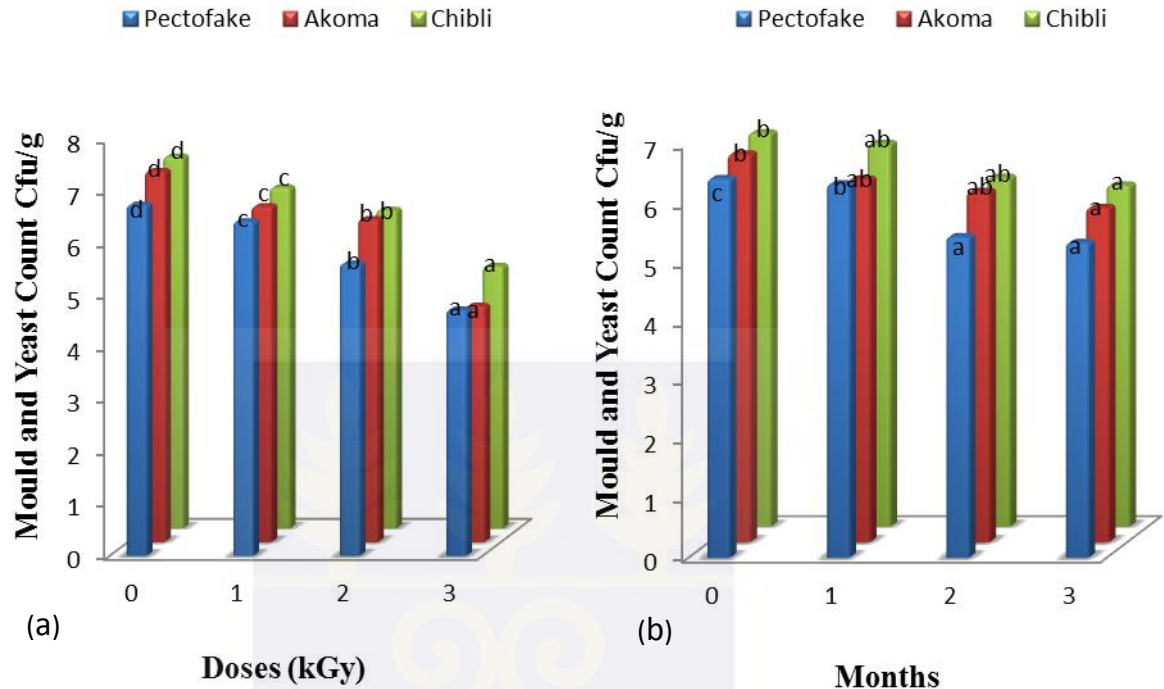 Pectofake Akoma Chibli
Mould and Yeast Count Cfu/g
8
7
6
5
4
3
2
1
0
d d d
c c c
b b b
a a a
0 1 2 3
(a)
Doses (kGy)
Pectofake Akoma Chibli
Mould and Yeast Count Cfu/g
7
6
5
4
3
2
1
0
c b b
b ab ab
a ab ab
a a a
0 1 2 3
(b)
Months